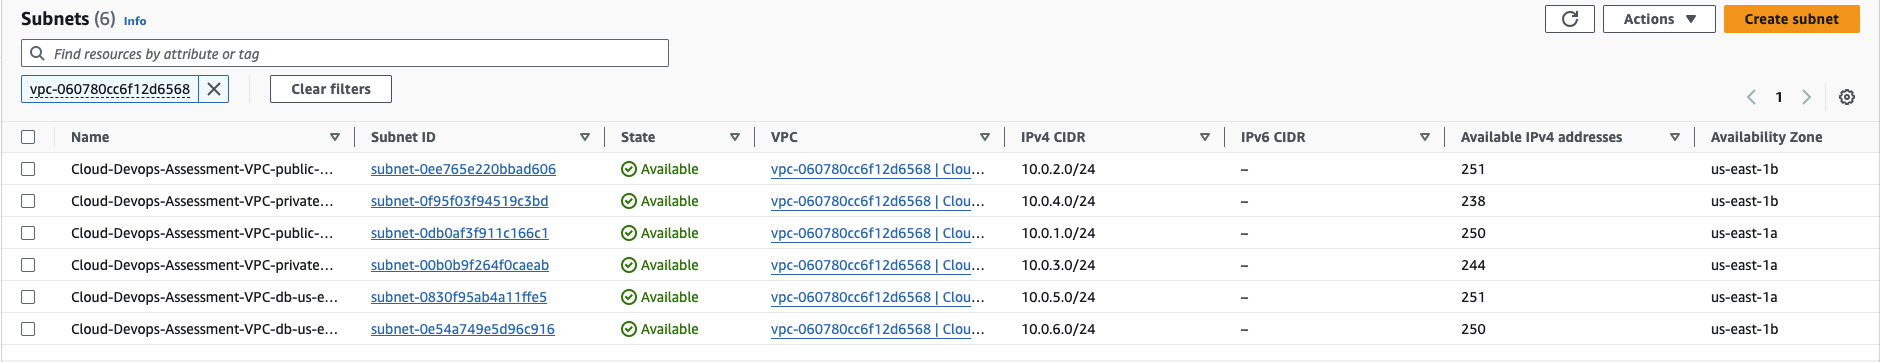 Subnets (6) Info
Actions Create subnet
Find resources by attribute or tag
vpc-060780cc6f12d6568 Clear filters
1
Name Subnet ID State VPC IPv4 CIDR IPv6 CIDR Available IPv4 addresses Availability Zone
Cloud-Devops-Assessment-VPC-public-... subnet-0ee765e220bbad606 Available vpc-060780cc6f12d6568 | Clou... 10.0.2.0/24 – 251 us-east-1b
Cloud-Devops-Assessment-VPC-private... subnet-0f95f03f94519c3bd Available vpc-060780cc6f12d6568 | Clou... 10.0.4.0/24 – 238 us-east-1b
Cloud-Devops-Assessment-VPC-public-... subnet-0db0af3f911c166c1 Available vpc-060780cc6f12d6568 | Clou... 10.0.1.0/24 – 250 us-east-1a
Cloud-Devops-Assessment-VPC-private... subnet-00b0b9f264f0caeab Available vpc-060780cc6f12d6568 | Clou... 10.0.3.0/24 – 244 us-east-1a
Cloud-Devops-Assessment-VPC-db-us-e... subnet-0830f95ab4a11ffe5 Available vpc-060780cc6f12d6568 | Clou... 10.0.5.0/24 – 251 us-east-1a
Cloud-Devops-Assessment-VPC-db-us-e... subnet-0e54a749e5d96c916 Available vpc-060780cc6f12d6568 | Clou... 10.0.6.0/24 – 250 us-east-1b